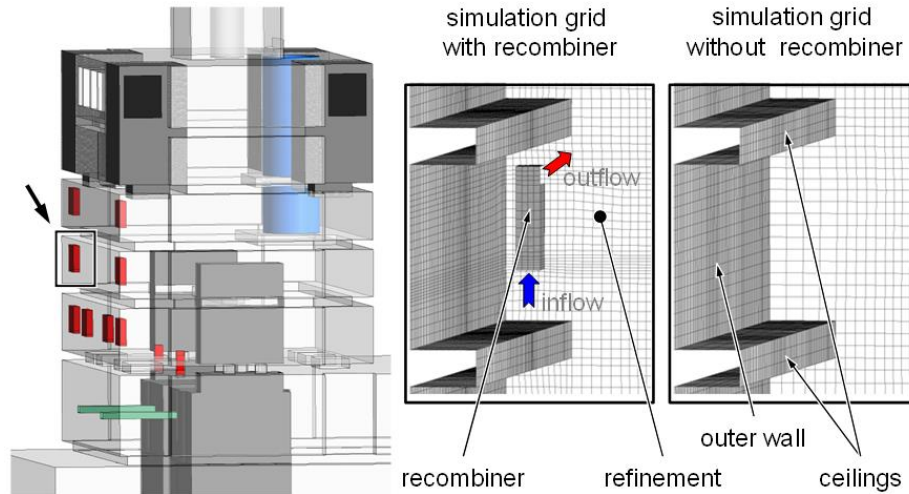 simulation grid
with recombiner
simulation grid
without recombiner
outflow
inflow
outer wall
recombiner
refinement
ceilings